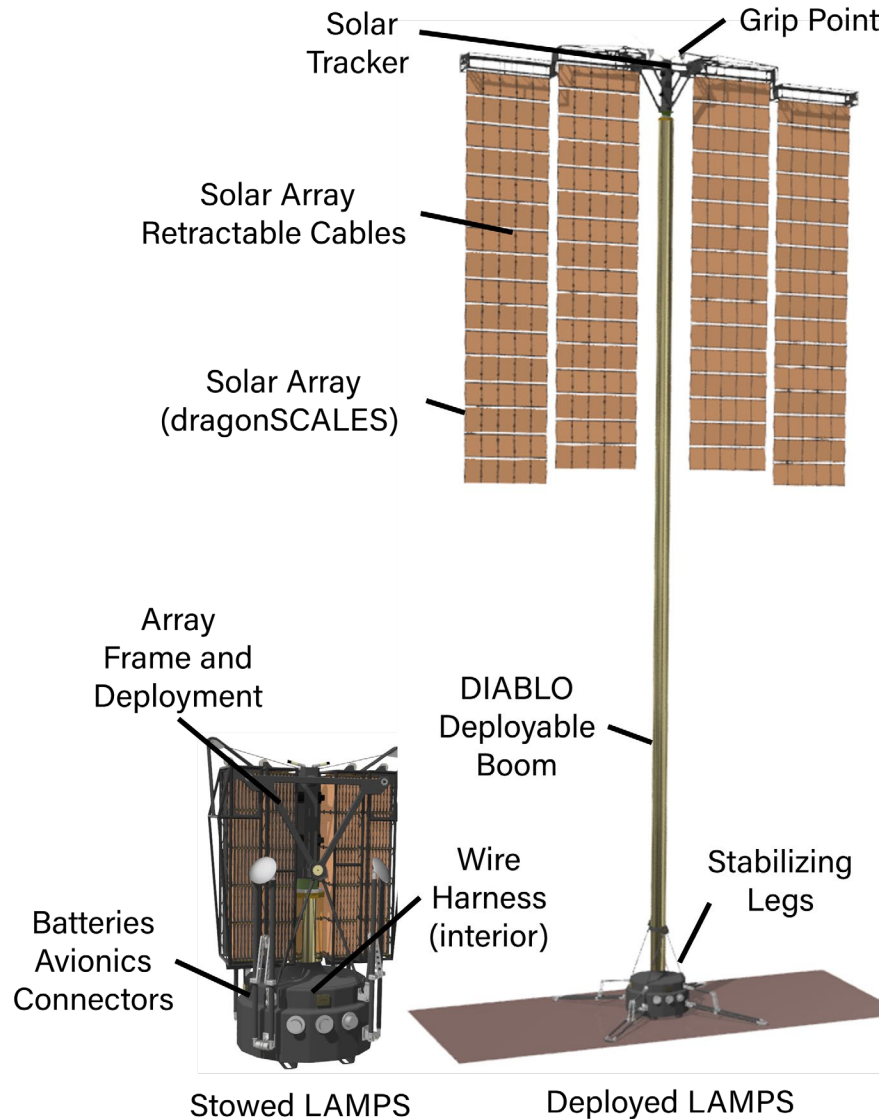 Solar
Tracker
Grip Point
Solar Array
Retractable Cables
Solar Array
(dragonSCALES)
Array
Frame and
Deployment
DIABLO
Deployable
Boom
Wire
Harness
(interior)
Stabilizing
Legs
Batteries
Avionics
Connectors
Stowed LAMPS
Deployed LAMPS